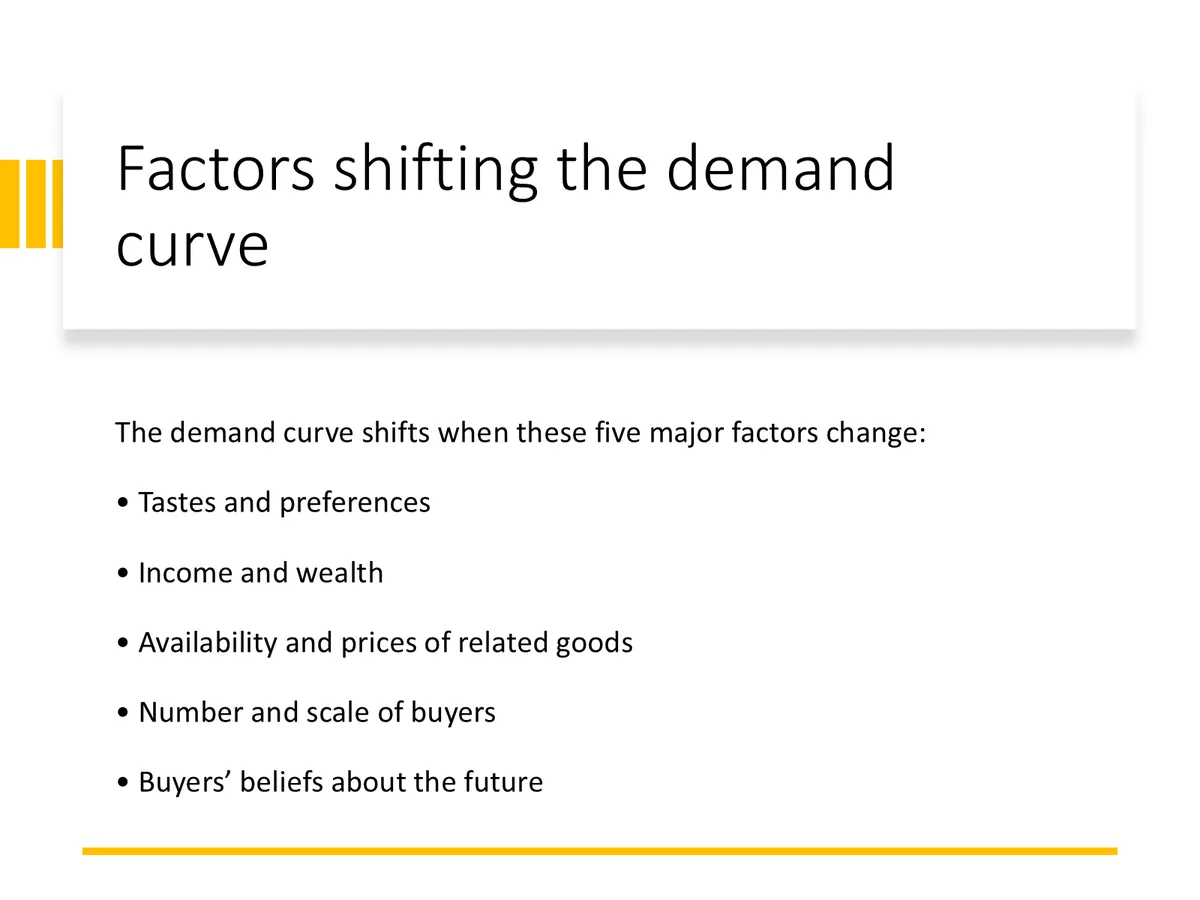 Factors shifting the demand
curve
The demand curve shifts when these five major factors change:
• Tastes and preferences
• Income and wealth
• Availability and prices of related goods
• Number and scale of buyers
• Buyers’ beliefs about the future